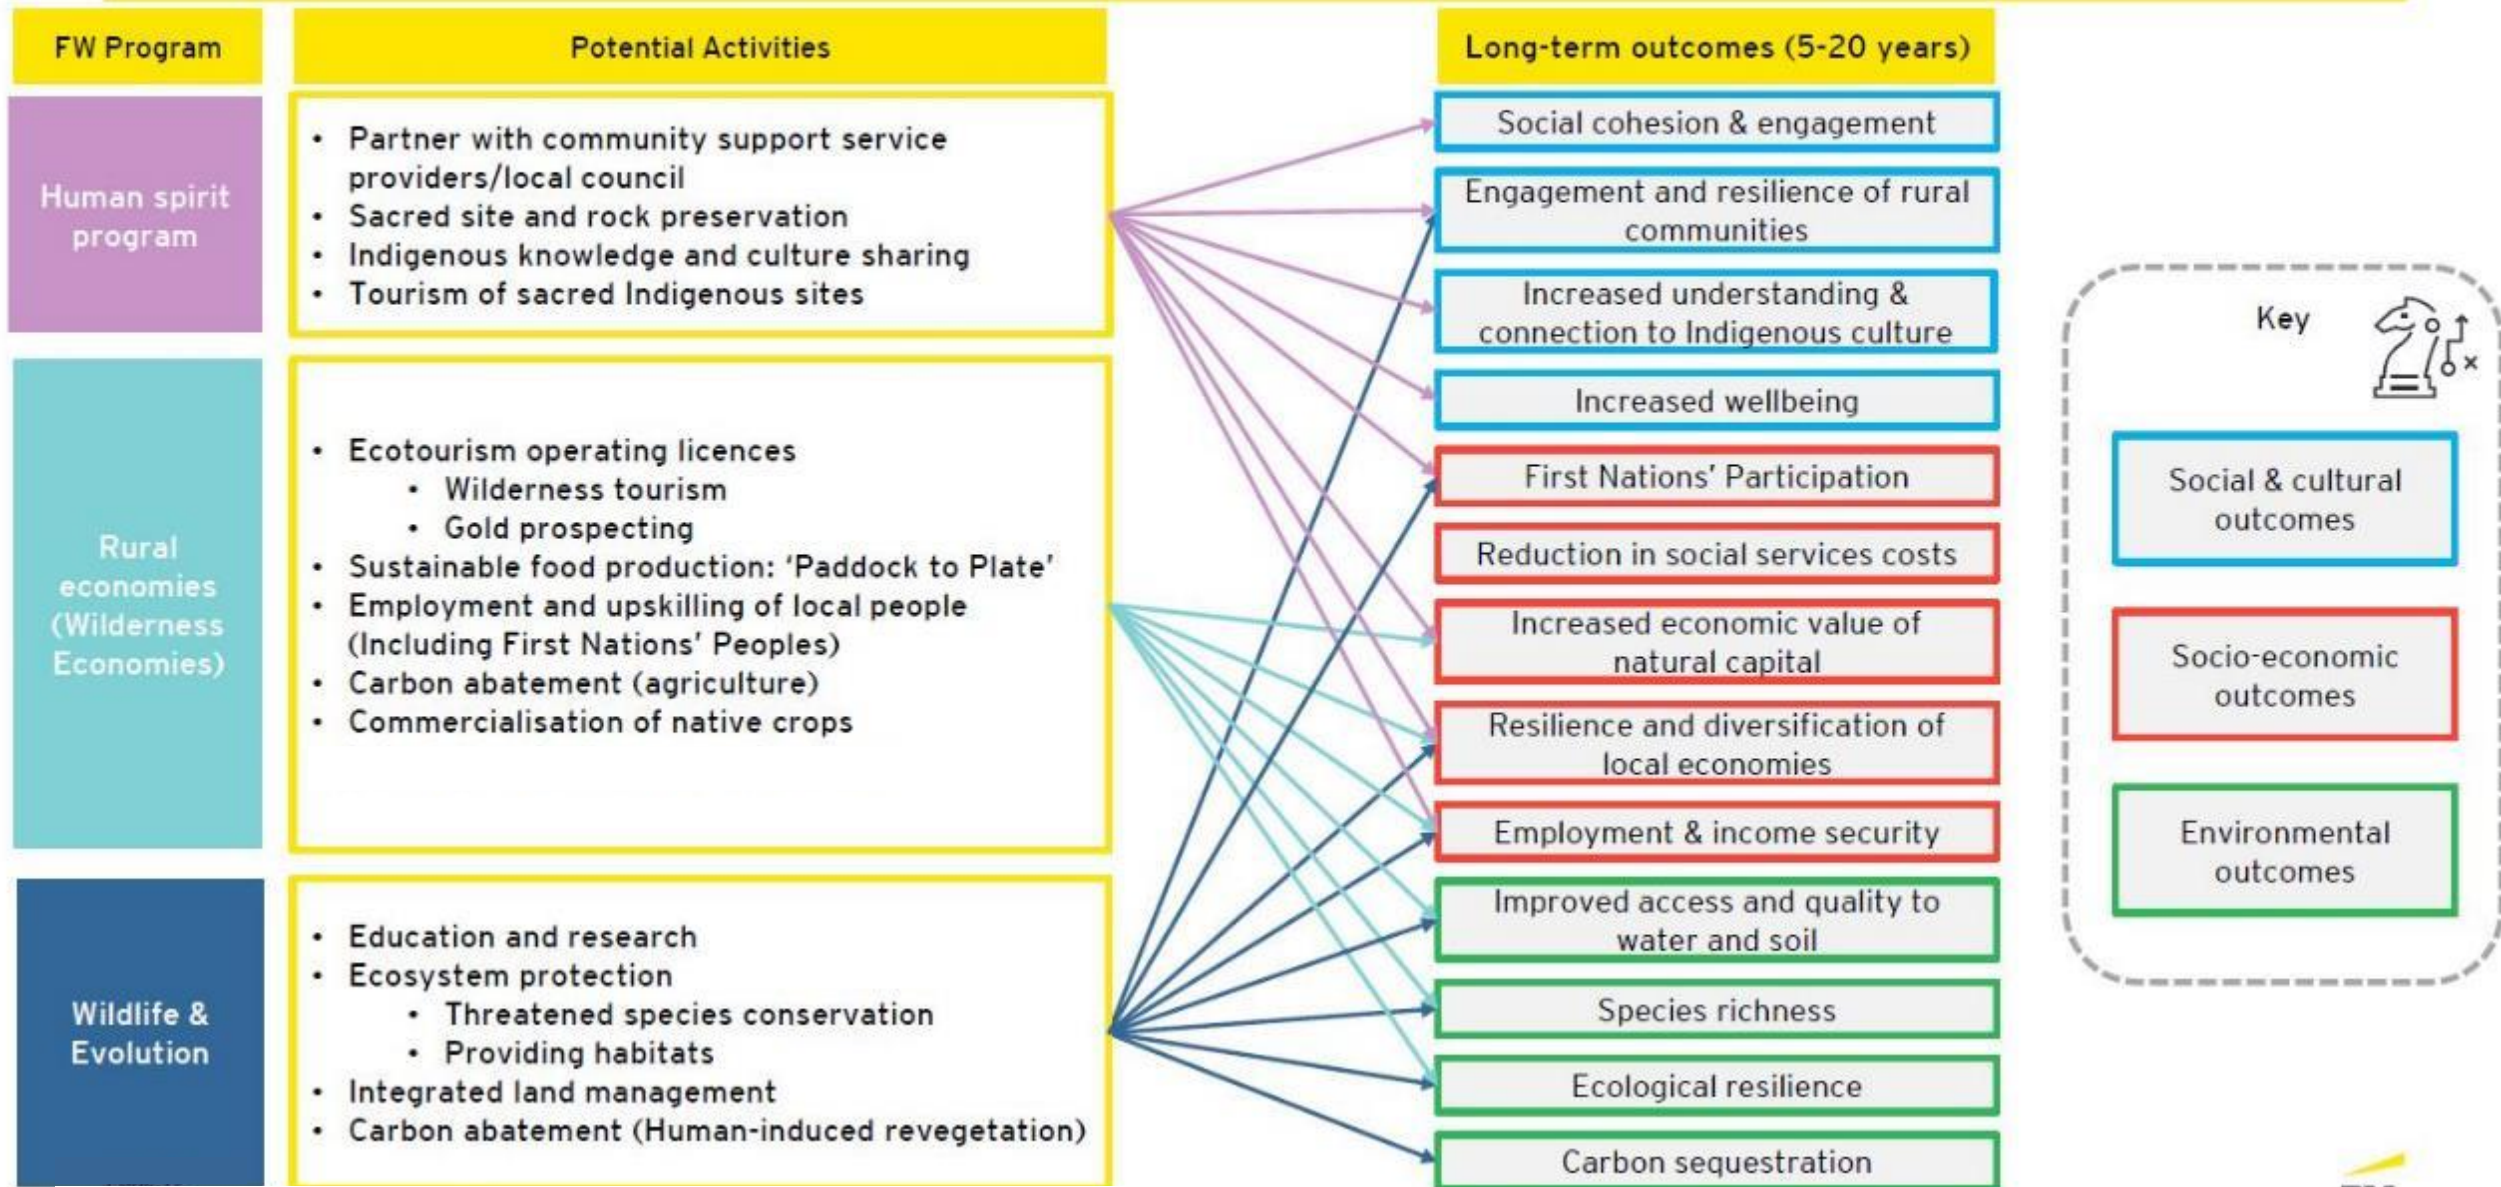 FW Program
Potential Activities
Long-term outcomes (5-20 years)
Human spirit
program
• Partner with community support service
providers/local council
• Sacred site and rock preservation
• Indigenous knowledge and culture sharing
• Tourism of sacred Indigenous sites
Rural
economies
(Wilderness
Economies)
• Ecotourism operating licences
• Wilderness tourism
• Gold prospecting
• Sustainable food production: ‘Paddock to Plate’
• Employment and upskilling of local people
(Including First Nations’ Peoples)
• Carbon abatement (agriculture)
• Commercialisation of native crops
Wildlife &
Evolution
• Education and research
• Ecosystem protection
• Threatened species conservation
• Providing habitats
• Integrated land management
• Carbon abatement (Human-induced revegetation)
Social cohesion & engagement
Engagement and resilience of rural
communities
Increased understanding &
connection to Indigenous culture
Increased wellbeing
First Nations’ Participation
Reduction in social services costs
Increased economic value of
natural capital
Resilience and diversification of
local economies
Employment & income security
Improved access and quality to
water and soil
Species richness
Ecological resilience
Carbon sequestration
Key
Social & cultural
outcomes
Socio-economic
outcomes
Environmental
outcomes